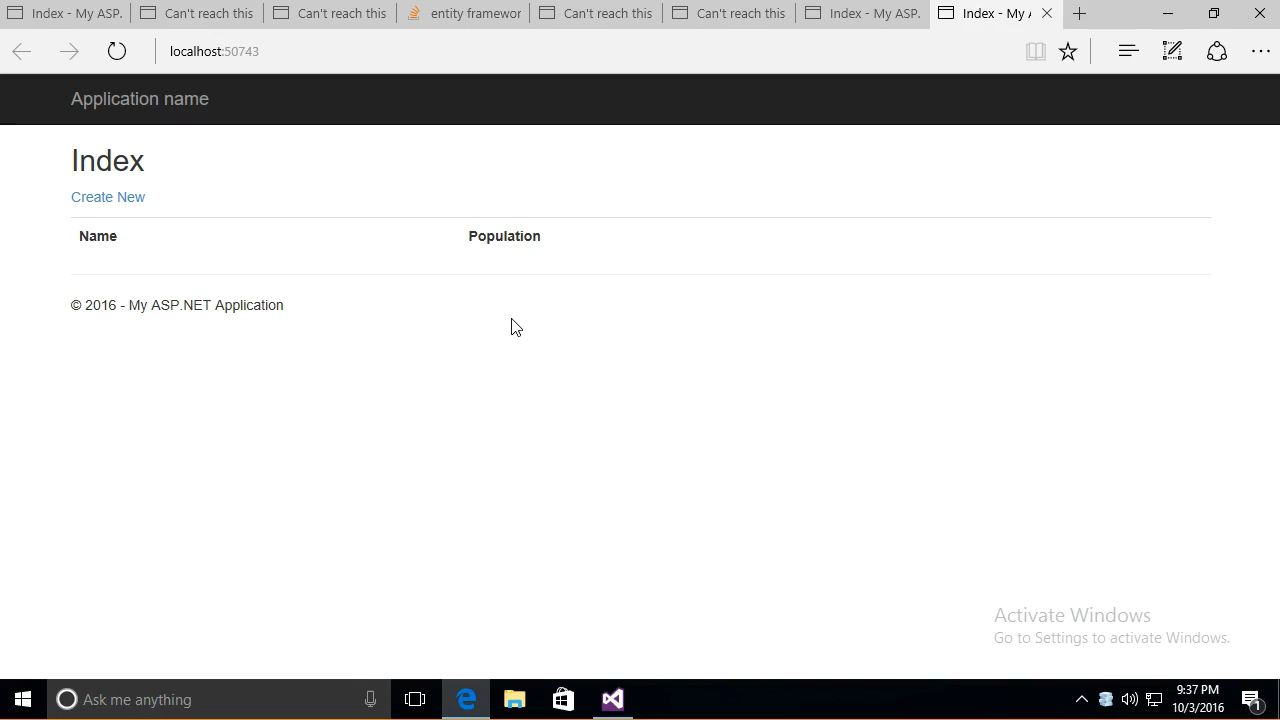 Index - My ASP.
Can't reach this
Can't reach this
entity framewor
Can't reach this
Can't reach this
Index - My ASP.
Index - My A
localhost:50743
Application name
Index
Create New
Name Population
© 2016 - My ASP.NET Application
Activate Windows
Go to Settings to activate Windows.
Ask me anything
9:37 PM
10/3/2016
1